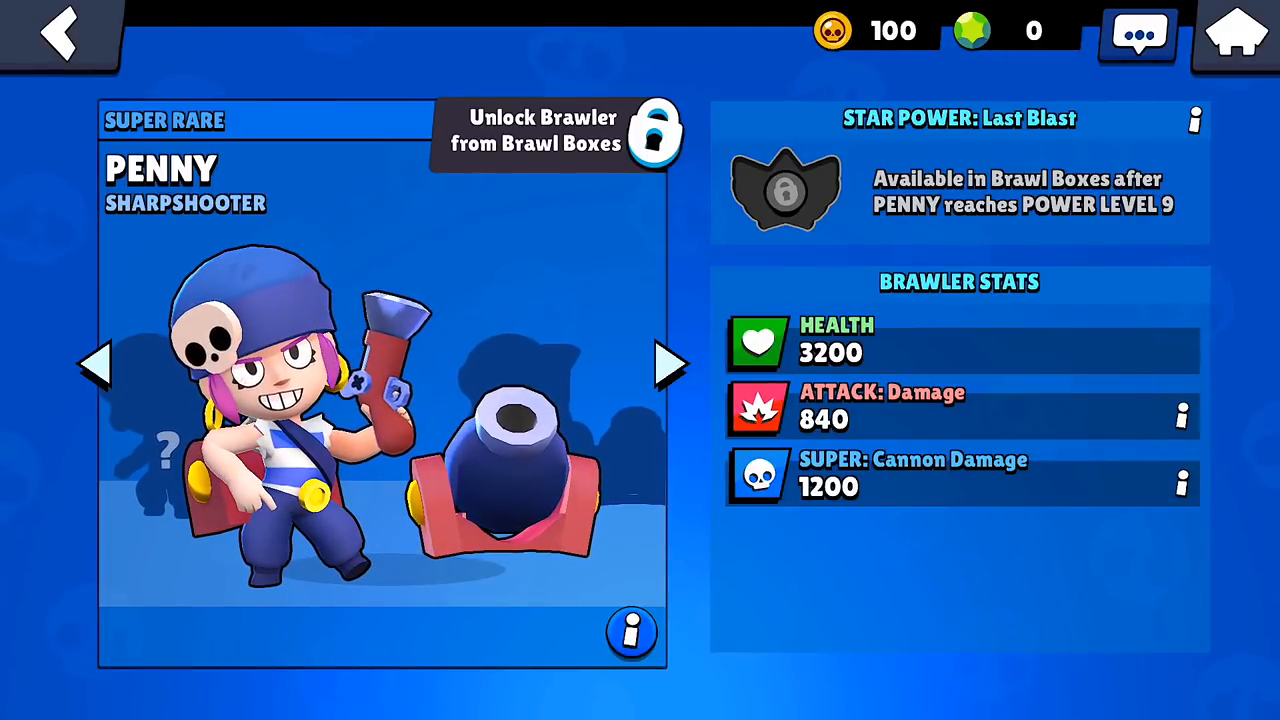 100
0
SUPER RARE
Unlock Brawler
from Brawl Boxes
PENNY
SHARPSHOOTER
?
STAR POWER: Last Blast
Available in Brawl Boxes after
PENNY reaches POWER LEVEL 9
BRAWLER STATS
HEALTH
3200
ATTACK: Damage
840
SUPER: Cannon Damage
1200